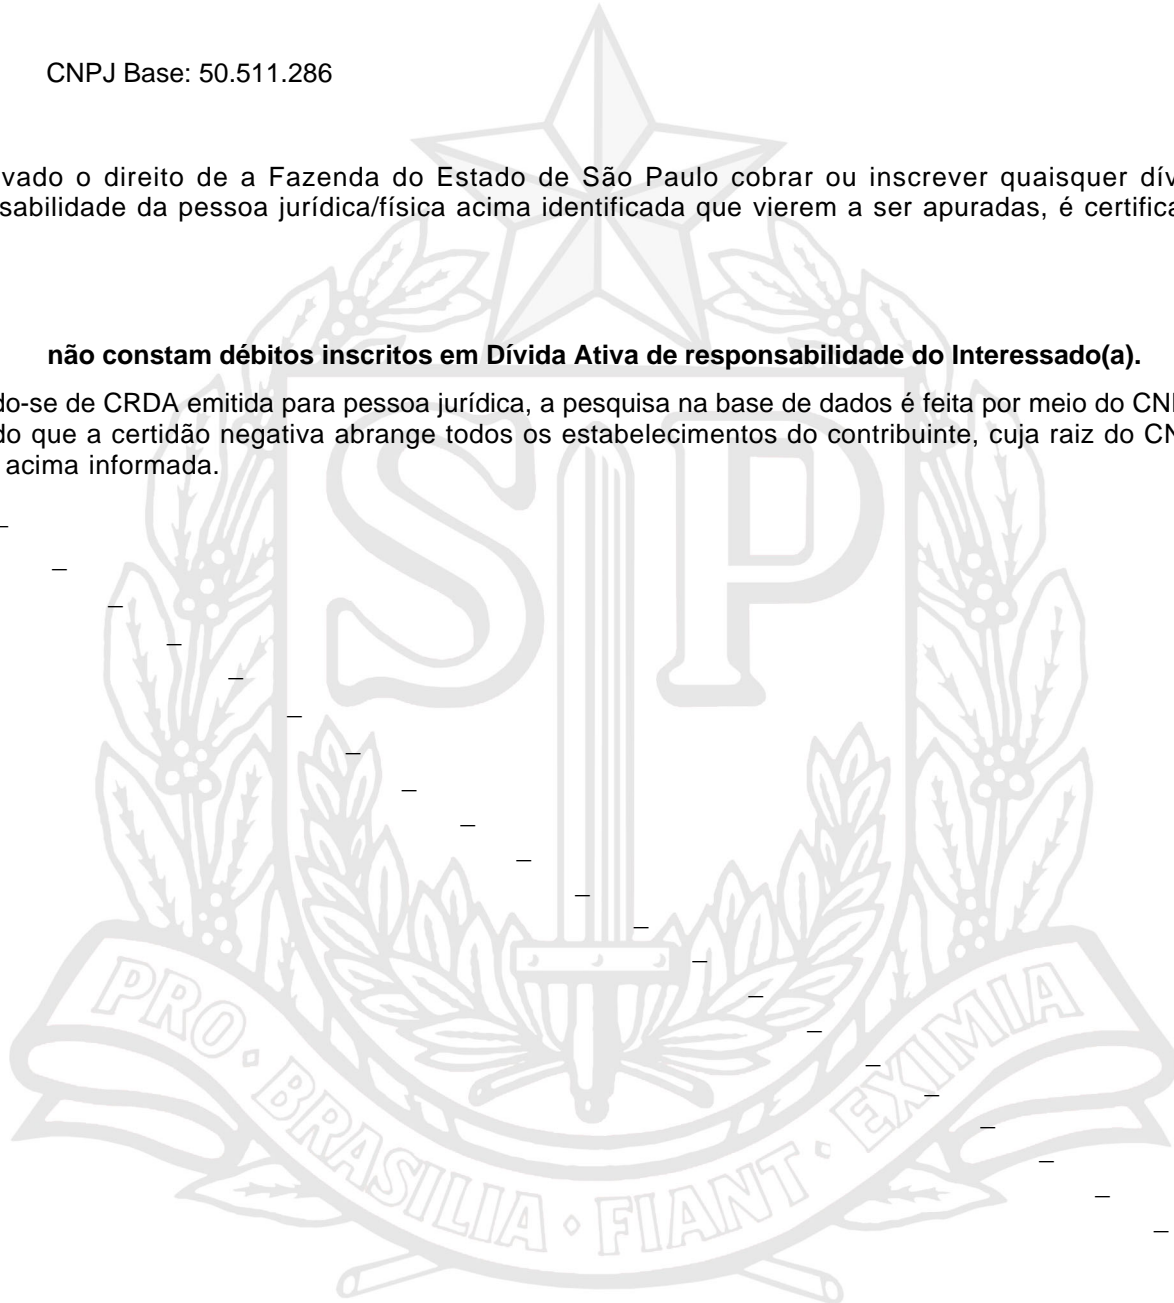 CNPJ Base: 50.511.286
vado o direito de a Fazenda do Estado de São Paulo cobrar ou inscrever quaisquer dív
sabilidade da pessoa jurídica/física acima identificada que vierem a ser apuradas, é certifica
não constam débitos inscritos em Dívida Ativa de responsabilidade do Interessado(a).
do-se de CRDA emitida para pessoa jurídica, a pesquisa na base de dados é feita por meio do CN
do que a certidão negativa abrange todos os estabelecimentos do contribuinte, cuja raiz do CN
acima informada.
SP
PRO BRASILIA FIANT EXIMIA